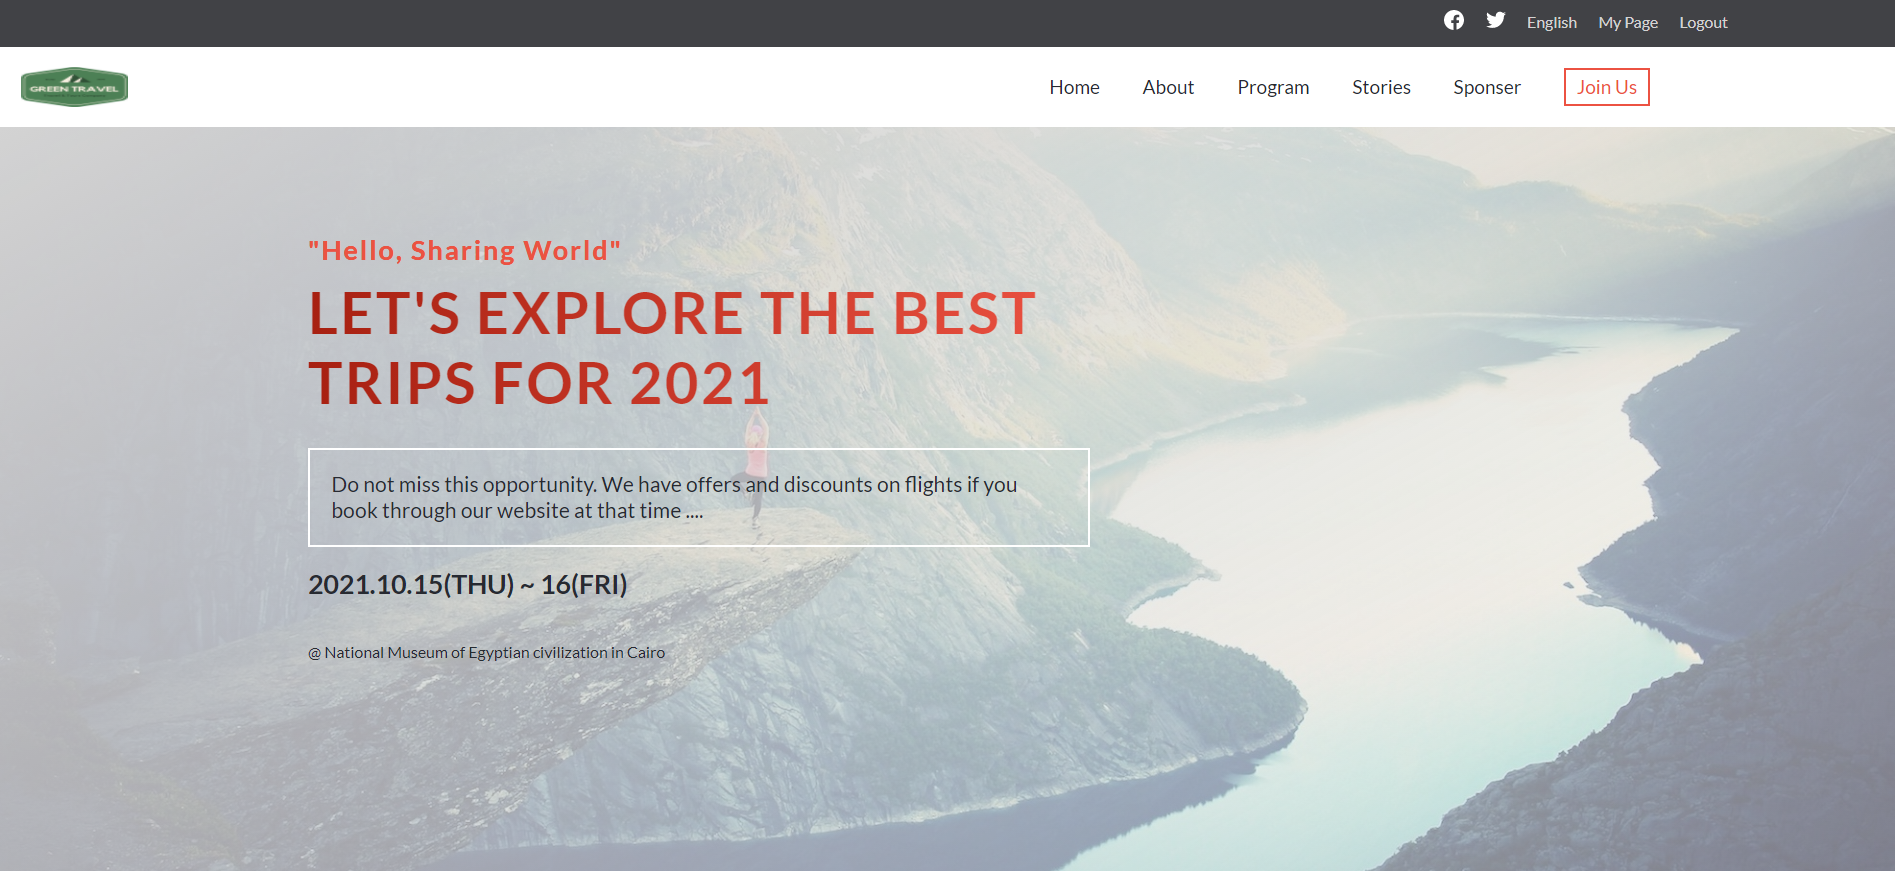 English My Page Logout
GREEN TRAVEL
Home About Program Stories Sponser Join Us
"Hello, Sharing World"
LET'S EXPLORE THE BEST
TRIPS FOR 2021
Do not miss this opportunity. We have offers and discounts on flights if you
book through our website at that time ....
2021.10.15(THU) ~ 16(FRI)
@ National Museum of Egyptian civilization in Cairo